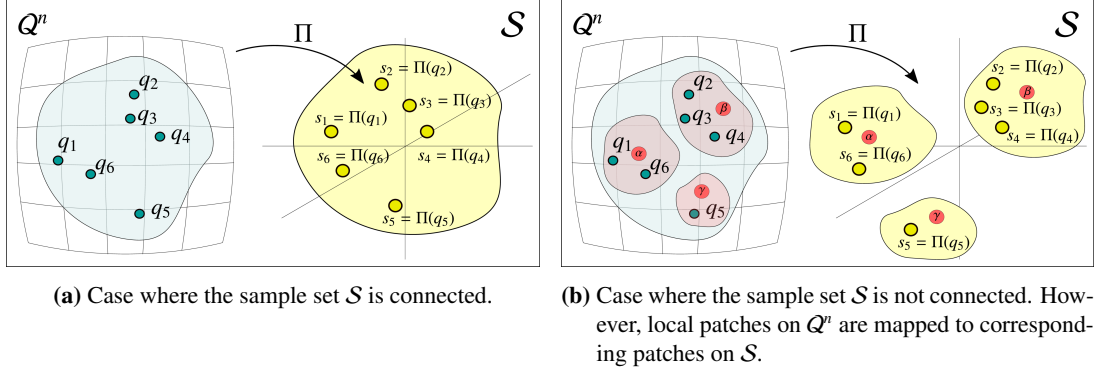 𝒬ⁿ
Π
𝒮
q₂
q₃
q₄
q₁
q₆
q₅
s₂ = Π(q₂)
s₃ = Π(q₃)
s₁ = Π(q₁)
s₆ = Π(q₆)
s₄ = Π(q₄)
s₅ = Π(q₅)
(a) Case where the sample set 𝒮 is connected.
𝒬ⁿ
Π
𝒮
q₂
β
q₃
q₄
q₁
α
q₆
γ
q₅
s₂ = Π(q₂)
β
s₃ = Π(q₃)
s₄ = Π(q₄)
s₁ = Π(q₁)
α
s₆ = Π(q₆)
γ
s₅ = Π(q₅)
(b) Case where the sample set 𝒮 is not connected. How-
ever, local patches on 𝒬ⁿ are mapped to correspond-
ing patches on 𝒮.